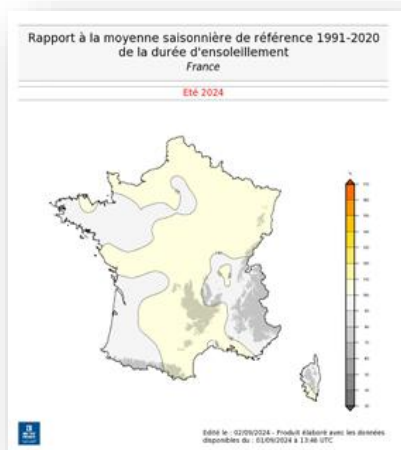 Rapport à la moyenne saisonnière de référence 1991-2020
de la durée d'ensoleillement
France
Eté 2024
Edité le : 02/09/2024 - Produit élaboré avec les données
disponibles du : 01/09/2024 à 13:46 UTC